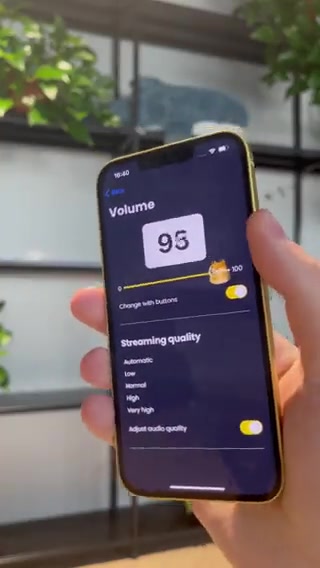 16:40
Back
Volume
0
100
Change with buttons
Streaming quality
Automatic
Low
Normal
High
Very high
Adjust audio quality